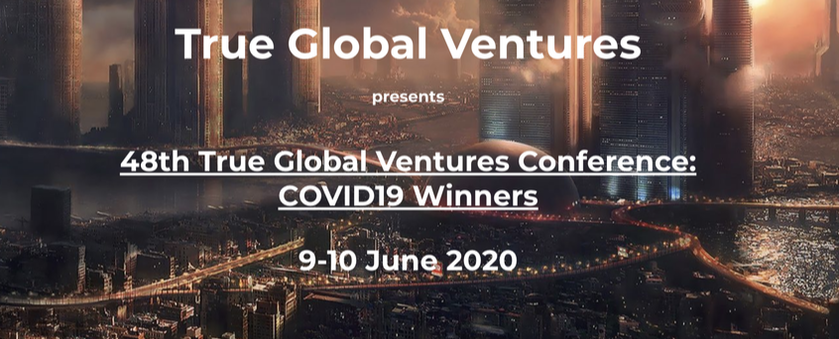 True Global Ventures
presents
48th True Global Ventures Conference:
COVID19 Winners
9-10 June 2020